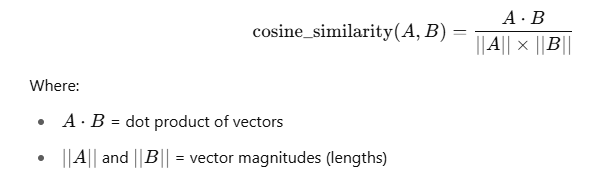 cosine_similarity(A, B) = A · B / ||A|| × ||B||
Where:
• A · B = dot product of vectors
• ||A|| and ||B|| = vector magnitudes (lengths)